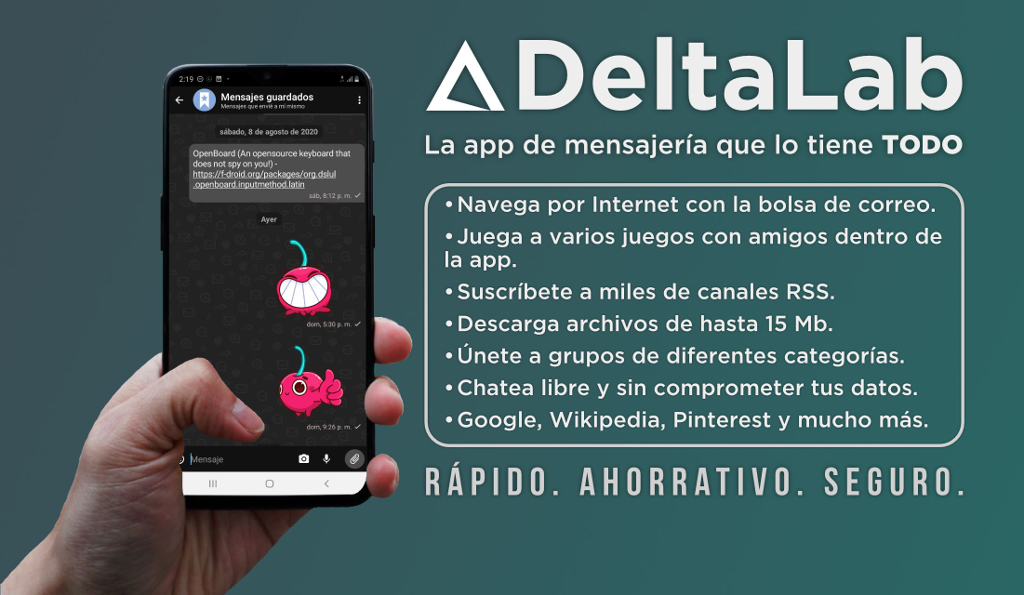 2:19
Mensajes guardados
Mensajes que envié a mí mismo
sábado, 8 de agosto de 2020
OpenBoard (An opensource keyboard that
does not spy on you!) -
https://f-droid.org/packages/org.dslul
.openboard.inputmethod.latin
sáb, 8:12 p. m.
Ayer
dom, 5:30 p. m.
dom, 9:26 p. m.
Mensaje
DeltaLab
La app de mensajería que lo tiene TODO
•Navega por Internet con la bolsa de correo.
•Juega a varios juegos con amigos dentro de
la app.
•Suscríbete a miles de canales RSS.
•Descarga archivos de hasta 15 Mb.
•Únete a grupos de diferentes categorías.
•Chatea libre y sin comprometer tus datos.
•Google, Wikipedia, Pinterest y mucho más.
RÁPIDO. AHORRATIVO. SEGURO.